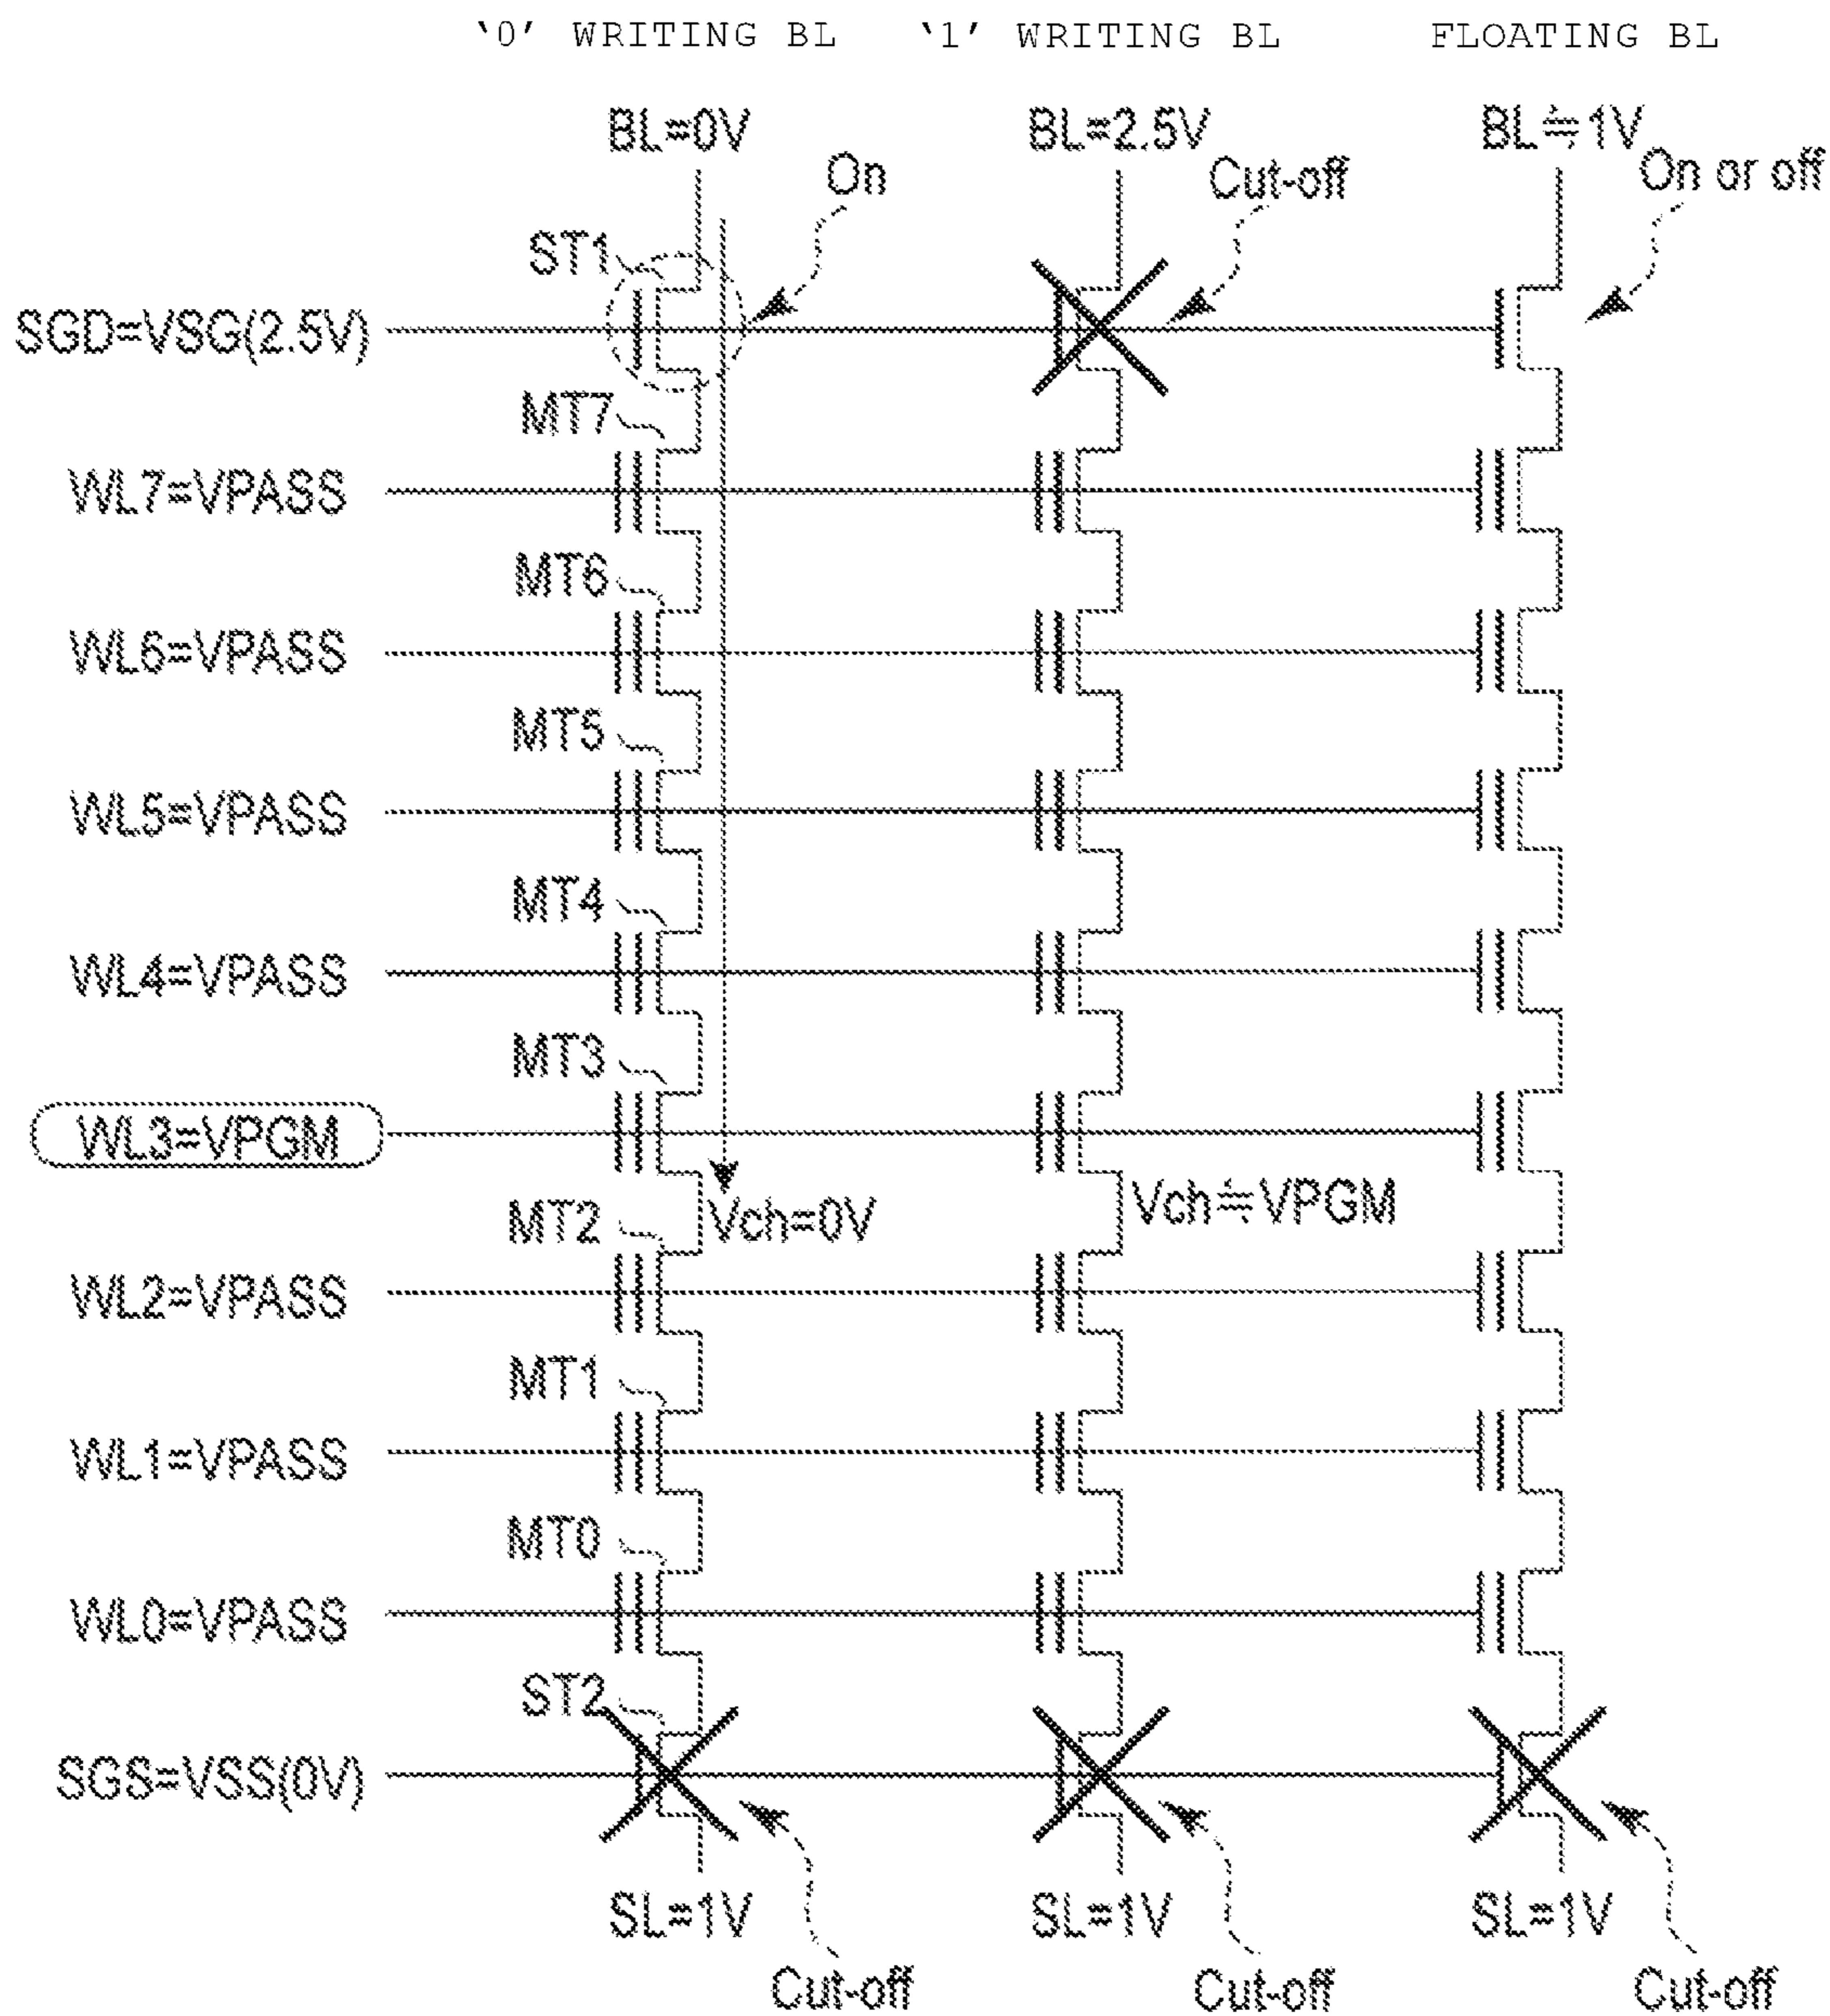 ‘0’ WRITING BL ‘1’ WRITING BL FLOATING BL
BL=0V BL=2.5V BL≒1V
On Cut-off On or off
ST1
SGD=VSG(2.5V)
MT7
WL7=VPASS
MT6
WL6=VPASS
MT5
WL5=VPASS
MT4
WL4=VPASS
MT3
WL3=VPGM
MT2 Vch=0V Vch≒VPGM
WL2=VPASS
MT1
WL1=VPASS
MT0
WL0=VPASS
ST2
SGS=VSS(0V)
SL=1V SL=1V SL=1V
Cut-off Cut-off Cut-off